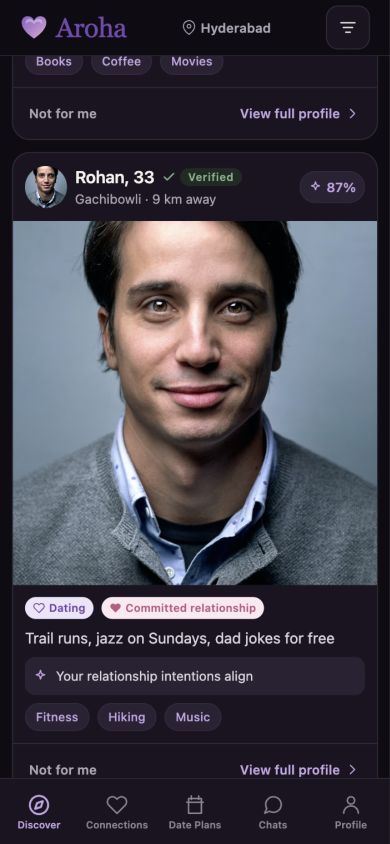 Aroha
Hyderabad
Books Coffee Movies
Not for me View full profile
Rohan, 33 Verified
Gachibowli · 9 km away
87%
Dating Committed relationship
Trail runs, jazz on Sundays, dad jokes for free
Your relationship intentions align
Fitness Hiking Music
Not for me View full profile
Discover Connections Date Plans Chats Profile